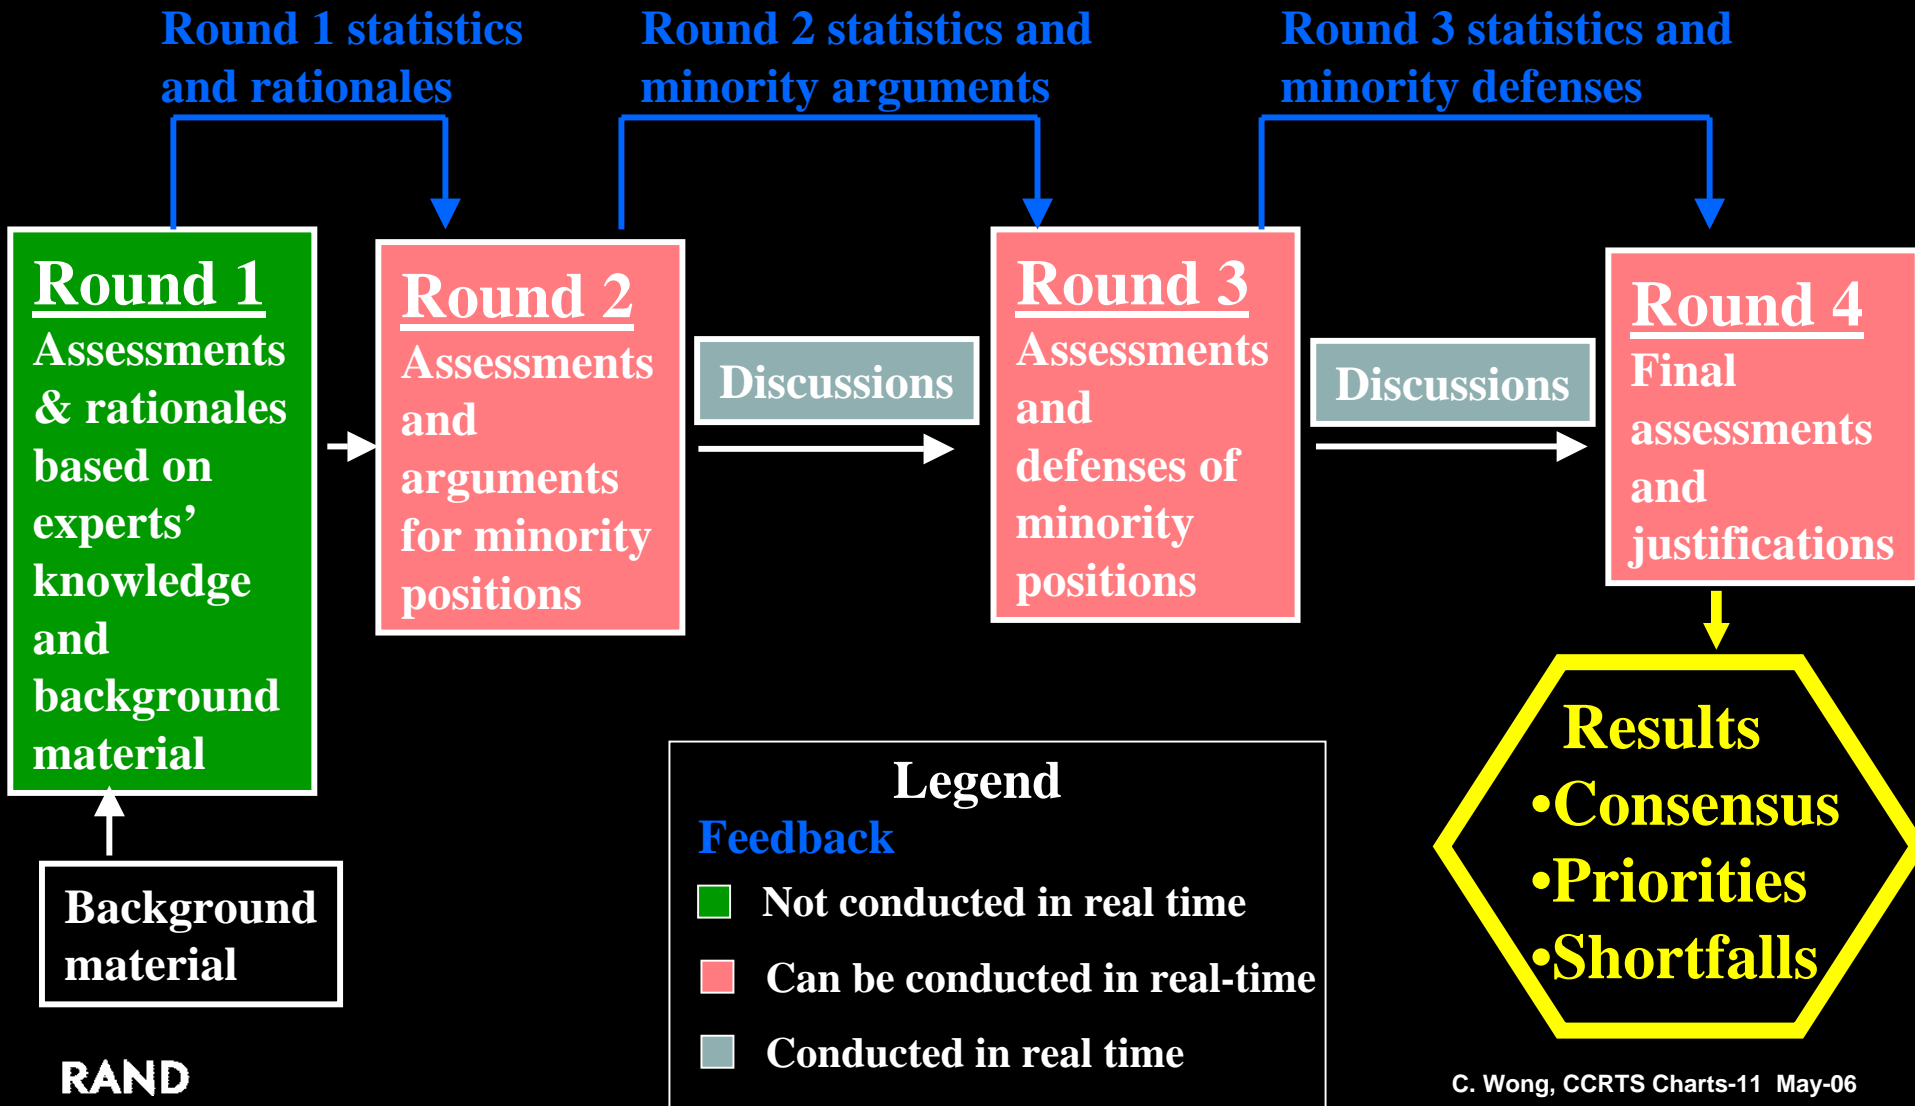 Round 1 statistics
and rationales
Round 2 statistics and
minority arguments
Round 3 statistics and
minority defenses
Round 1
Assessments
& rationales
based on
experts’
knowledge
and
background
material
Round 2
Assessments
and
arguments
for minority
positions
Discussions
Round 3
Assessments
and
defenses of
minority
positions
Discussions
Round 4
Final
assessments
and
justifications
Background
material
Legend
Feedback
Not conducted in real time
Can be conducted in real-time
Conducted in real time
Results
•Consensus
•Priorities
•Shortfalls
RAND
C. Wong, CCRTS Charts-11 May-06